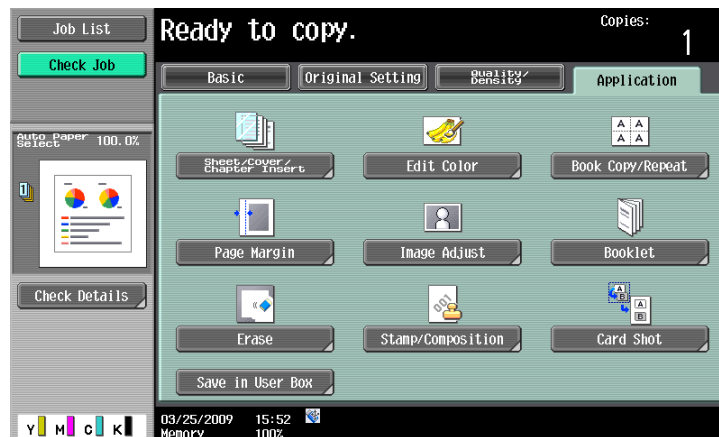 Job List
Check Job
Ready to copy.
Copies:
1
Basic
Original Setting
Quality/
Density
Application
Auto Paper
Select
100.0%
1
Sheet/Cover/
Chapter Insert
Edit Color
A A
A A
Book Copy/Repeat
Page Margin
Image Adjust
A
B
Booklet
Check Details
Erase
001
Stamp/Composition
A
B
A
B
Card Shot
Save in User Box
Y M C K
03/25/2009 15:52
Memory 100%